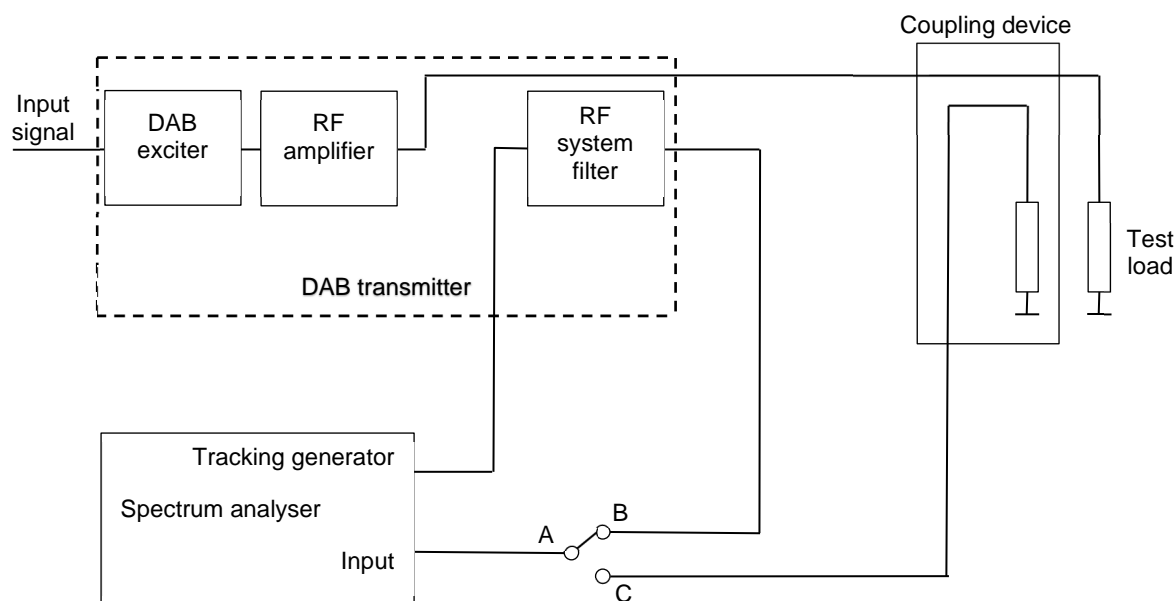 Coupling device
Input
signal
DAB
exciter
RF
amplifier
RF
system
filter
Test
load
DAB transmitter
Tracking generator
Spectrum analyser
Input
A
B
C